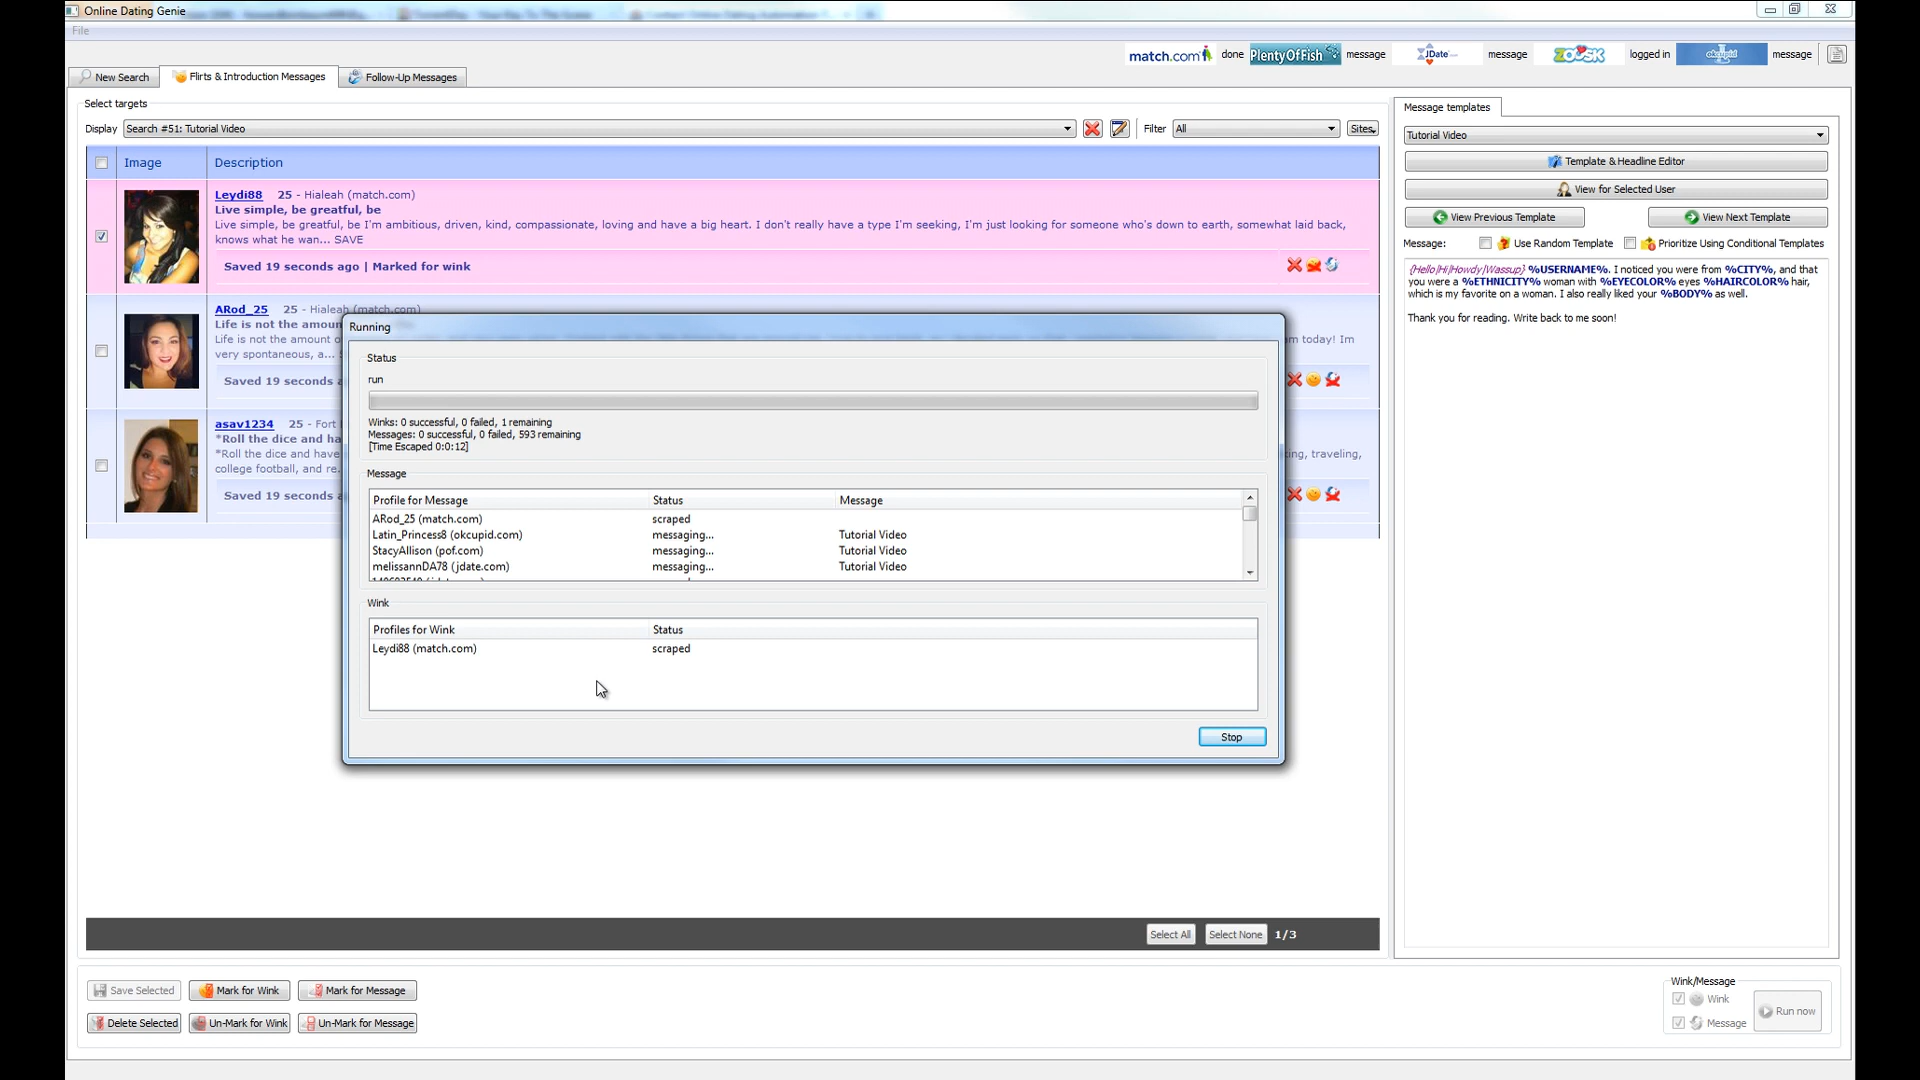 Online Dating Genie
File
match.com done PlentyOfFish message JDate message zoosk logged in okcupid message
New Search Flirts & Introduction Messages Follow-Up Messages
Select targets
Display Search #51: Tutorial Video Filter All Sites
Image Description
Leydi88 25 - Hialeah (match.com)
Live simple, be greatful, be
Live simple, be greatful, be I'm ambitious, driven, kind, compassionate, loving and have a big heart. I don't really have a type I'm seeking, I'm just looking for someone who's down to earth, somewhat laid back,
knows what he wan... SAVE
Saved 19 seconds ago | Marked for wink
ARod_25 25 - Hialeah (match.com)
Life is not the amoun
Life is not the amount o
m today! Im
very spontaneous, a...
Saved 19 seconds a
asav1234 25 - Fort
*Roll the dice and ha
*Roll the dice and have
king, traveling,
college football, and re.
Saved 19 seconds a
Running
Status
run
Winks: 0 successful, 0 failed, 1 remaining
Messages: 0 successful, 0 failed, 593 remaining
[Time Escaped 0:0:12]
Message
Profile for Message Status Message
ARod_25 (match.com) scraped
Latin_Princess8 (okcupid.com) messaging... Tutorial Video
StacyAllison (pof.com) messaging... Tutorial Video
melissannDA78 (jdate.com) messaging... Tutorial Video
Wink
Profiles for Wink Status
Leydi88 (match.com) scraped
Stop
Select All Select None 1/3
Message templates
Tutorial Video
Template & Headline Editor
View for Selected User
View Previous Template View Next Template
Message: Use Random Template Prioritize Using Conditional Templates
{Hello|Hi|Howdy|Wassup} %USERNAME%. I noticed you were from %CITY%, and that
you were a %ETHNICITY% woman with %EYECOLOR% eyes %HAIRCOLOR% hair,
which is my favorite on a woman. I also really liked your %BODY% as well.
Thank you for reading. Write back to me soon!
Save Selected Mark for Wink Mark for Message
Delete Selected Un-Mark for Wink Un-Mark for Message
Wink/Message
Wink
Message
Run now